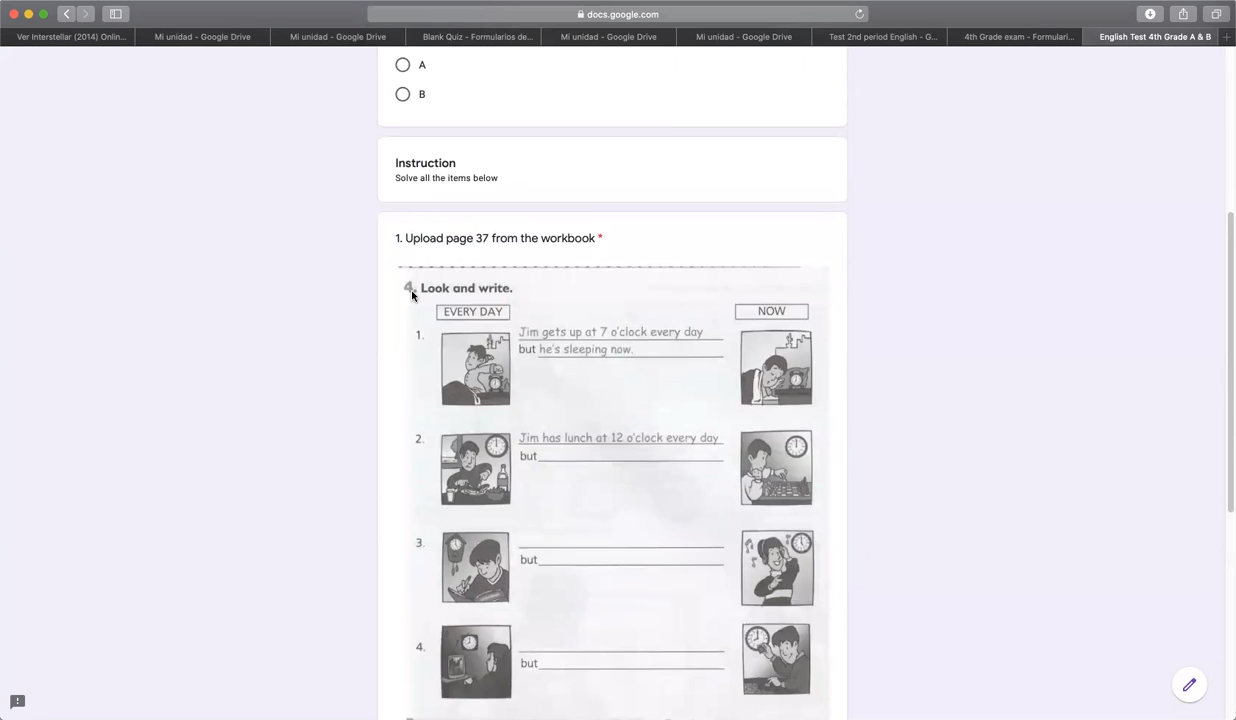 docs.google.com
Ver Interstellar (2014) Onlin...
Mi unidad - Google Drive
Mi unidad - Google Drive
Blank Quiz - Formularios de...
Mi unidad - Google Drive
Mi unidad - Google Drive
Test 2nd period English - G...
4th Grade exam - Formulari...
English Test 4th Grade A & B
A
B
Instruction
Solve all the items below
1. Upload page 37 from the workbook *
4. Look and write.
EVERY DAY
NOW
1. Jim gets up at 7 o'clock every day
but he's sleeping now.
2. Jim has lunch at 12 o'clock every day
but
3.
but
4.
but